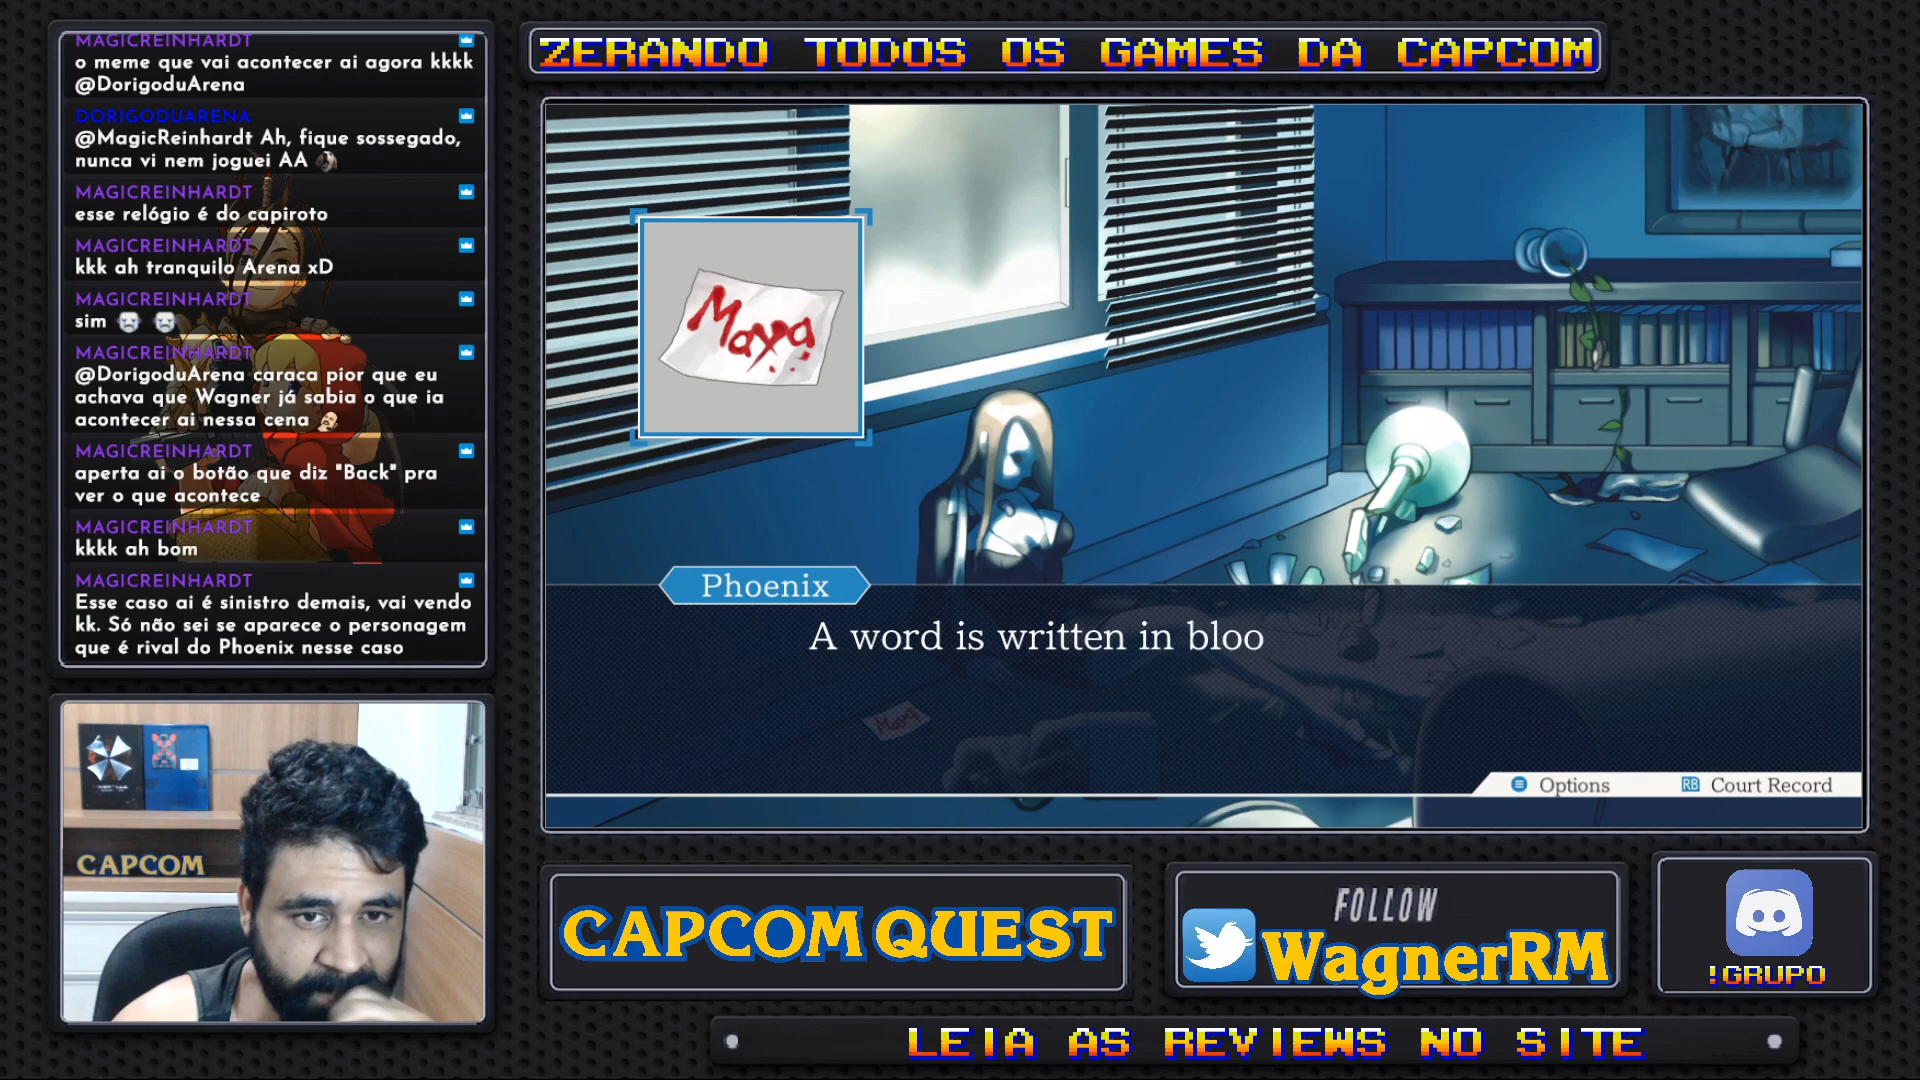 MAGICREINHARDT
o meme que vai acontecer ai agora kkkk
@DorigoduArena
DORIGODUARENA
@MagicReinhardt Ah, fique sossegado,
nunca vi nem joguei AA
MAGICREINHARDT
esse relógio é do capiroto
MAGICREINHARDT
kkk ah tranquilo Arena xD
MAGICREINHARDT
sim
MAGICREINHARDT
@DorigoduArena caraca pior que eu
achava que Wagner já sabia o que ia
acontecer ai nessa cena
MAGICREINHARDT
aperta ai o botão que diz "Back" pra
ver o que acontece
MAGICREINHARDT
kkkk ah bom
MAGICREINHARDT
Esse caso ai é sinistro demais, vai vendo
kk. Só não sei se aparece o personagem
que é rival do Phoenix nesse caso
ZERANDO TODOS OS GAMES DA CAPCOM
Maya
Phoenix
A word is written in bloo
Maya
Options
RB Court Record
CAPCOM
CAPCOM QUEST
FOLLOW
WagnerRM
!GRUPO
LEIA AS REVIEWS NO SITE